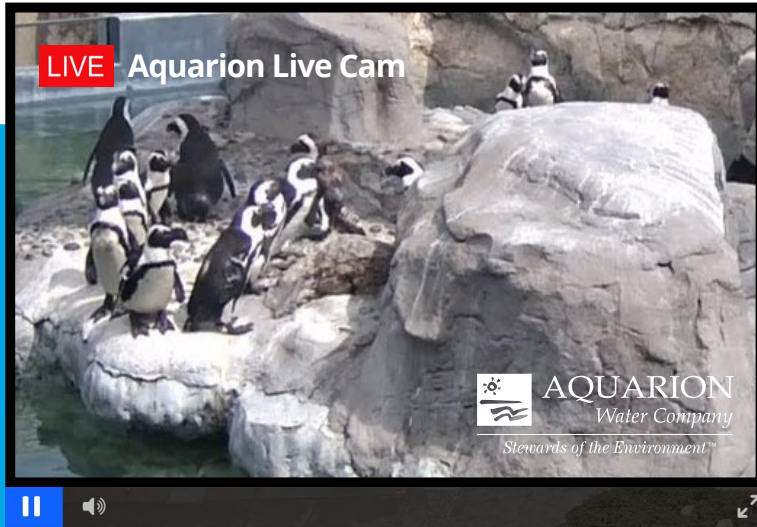 LIVE Aquarion Live Cam
AQUARION
Water Company
Stewards of the Environment™